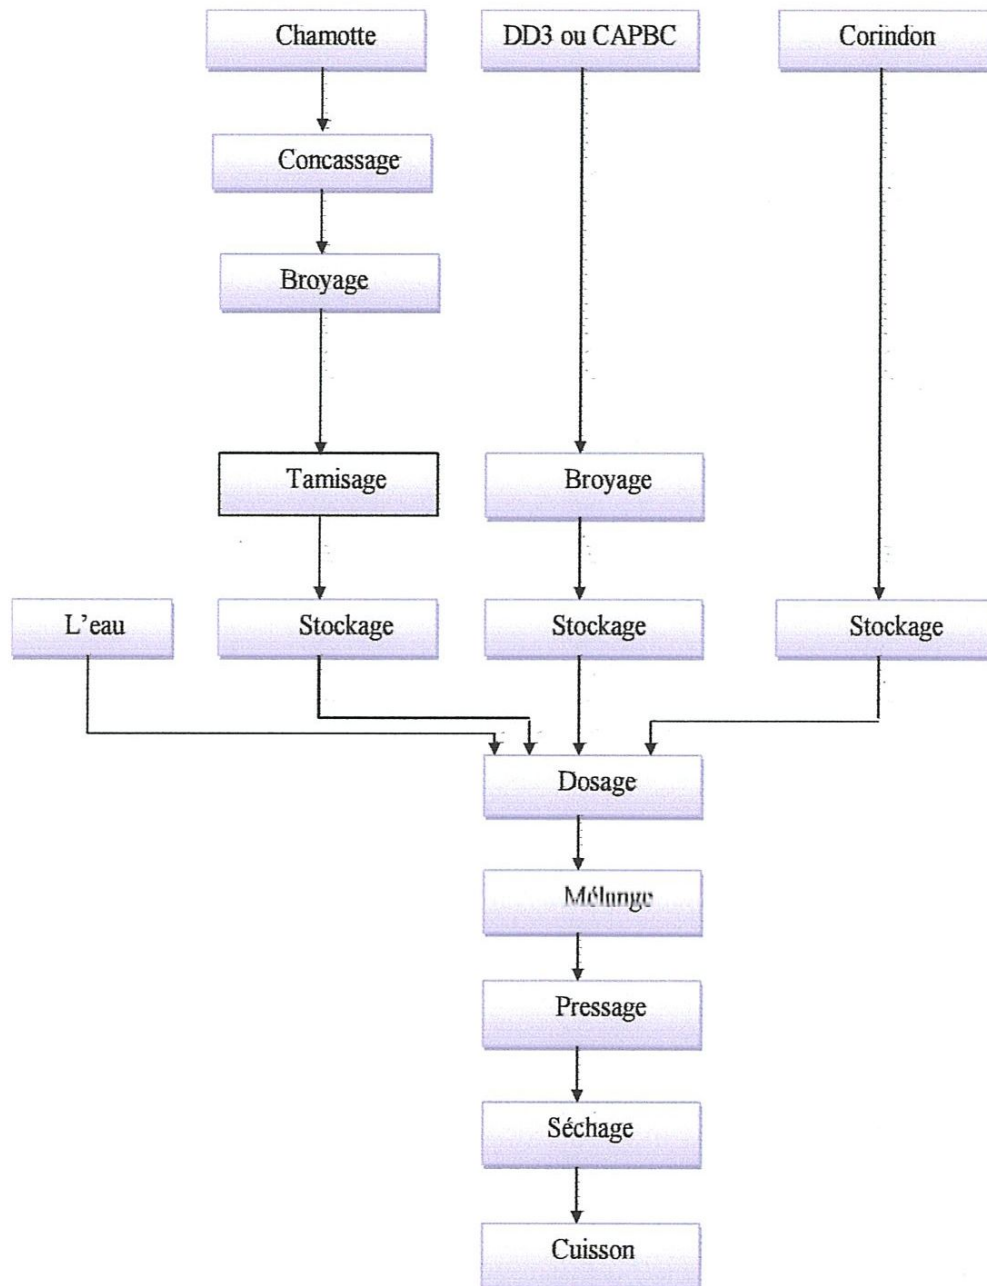 Chamotte
DD3 ou CAPBC
Corindon
Concassage
Broyage
Tamisage
Broyage
L'eau
Stockage
Stockage
Stockage
Dosage
Mélange
Pressage
Séchage
Cuisson